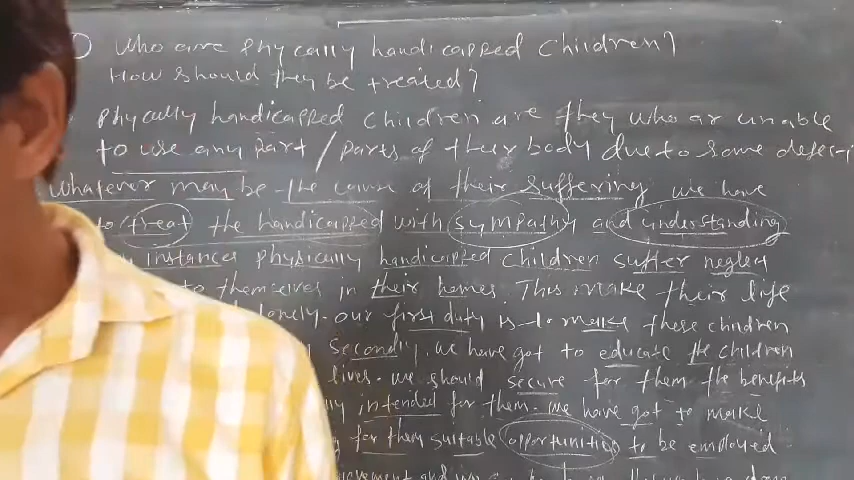 Who are phycally handicapped children?
How should they be treated?
phycally handicapped children are they who ar unable
to use any part / parts of their body due to some defect
whatever may be the cause of their suffering we have
to treat the handicapped with sympathy and understanding
instances physically handicapped children suffer neglect
to themselves in their homes. This make their life
lonely. our first duty is to make these children
Secondly, we have got to educate the children
lives. we should secure for them the benefits
intended for them. we have got to make
for them suitable opportunities to be employed